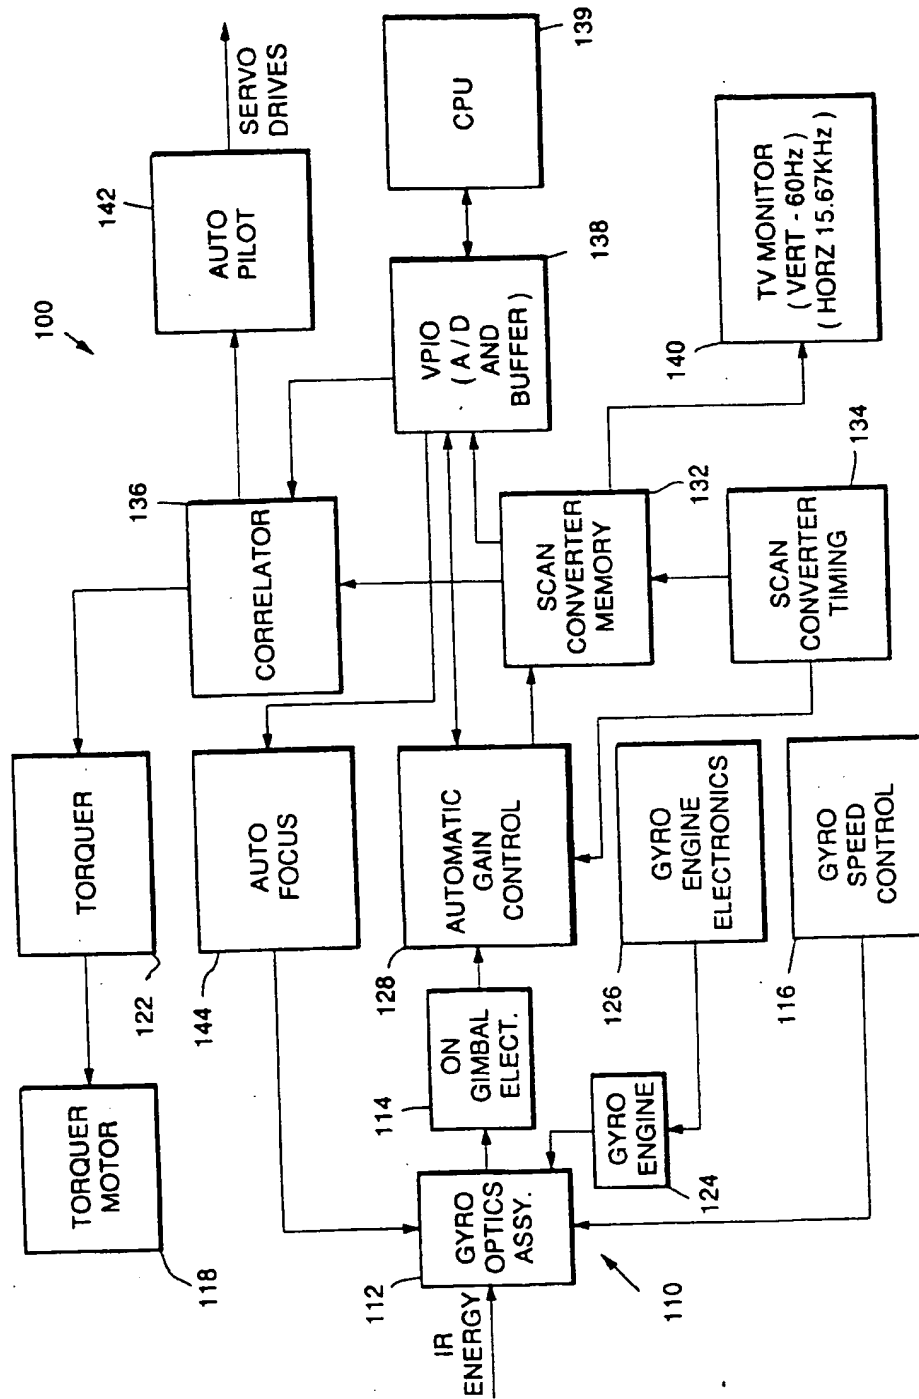 100
TORQUER
MOTOR
118
TORQUER
122
CORRELATOR
136
AUTO
PILOT
142
SERVO
DRIVES
AUTO
FOCUS
144
VPIO
( A / D
AND
BUFFER )
138
CPU
139
IR
ENERGY
GYRO
OPTICS
ASSY.
112
110
ON
GIMBAL
ELECT.
114
AUTOMATIC
GAIN
CONTROL
128
SCAN
CONVERTER
MEMORY
132
TV MONITOR
( VERT - 60Hz )
( HORZ 15.67KHz )
140
GYRO
ENGINE
124
GYRO
ENGINE
ELECTRONICS
126
SCAN
CONVERTER
TIMING
134
GYRO
SPEED
CONTROL
116